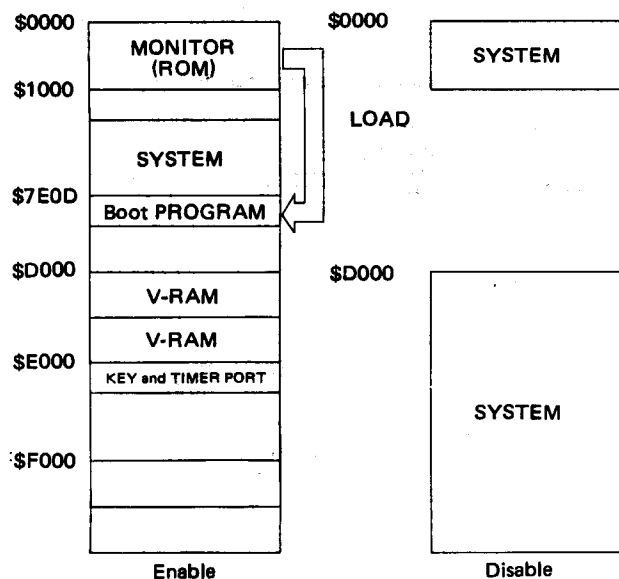 $0000
MONITOR
(ROM)
$1000
SYSTEM
$7E0D
Boot PROGRAM
$D000
V-RAM
V-RAM
$E000
KEY and TIMER PORT
$F000
Enable
LOAD
$0000
SYSTEM
$D000
SYSTEM
Disable